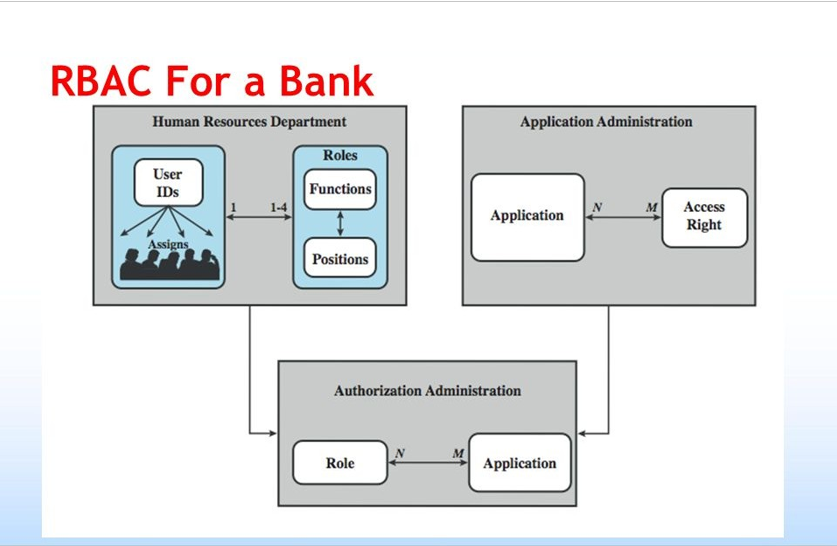 RBAC For a Bank
Human Resources Department
User
IDs
Assigns
1
1-4
Roles
Functions
Positions
Application Administration
Application
N
M
Access
Right
Authorization Administration
Role
N
M
Application